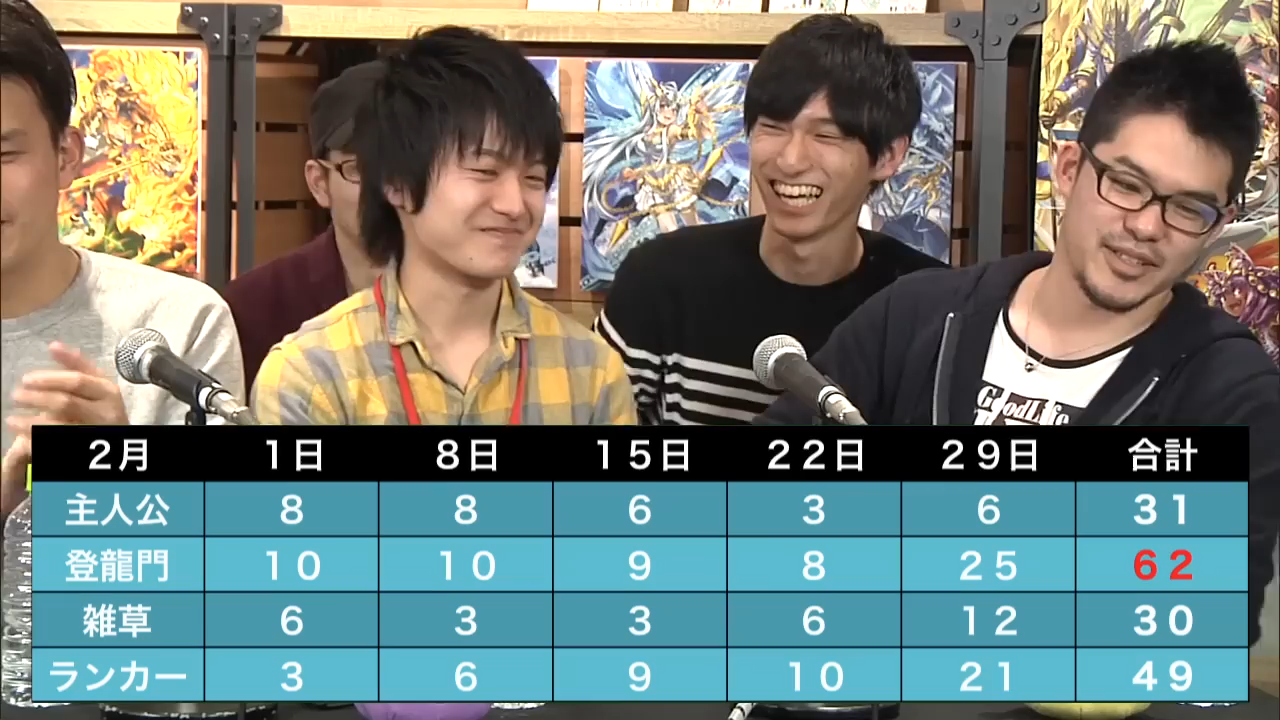 GoodLife
２月 １日 ８日 １５日 ２２日 ２９日 合計
主人公 ８ ８ ６ ３ ６ ３１
登龍門 １０ １０ ９ ８ ２５ ６２
雑草 ６ ３ ３ ６ １２ ３０
ランカー ３ ６ ９ １０ ２１ ４９